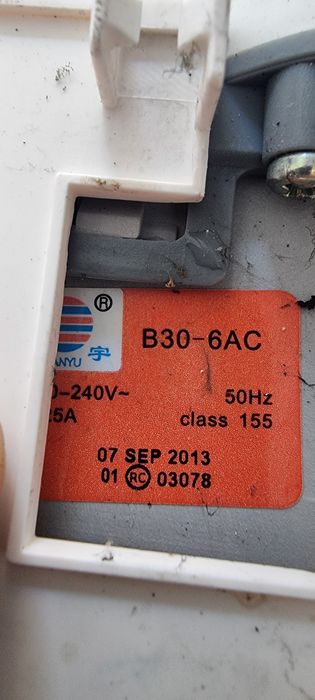 ®
B30-6AC
ANYU 宇
0-240V~ 50Hz
5A class 155
07 SEP 2013
01 RC 03078